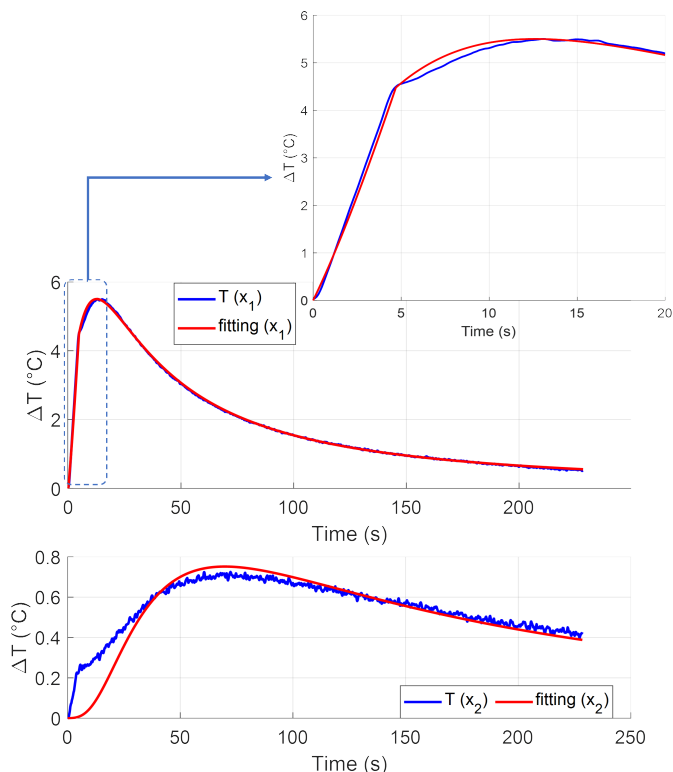 6
5
4
3
2
1
0
ΔT (°C)
0 5 10 15 20
Time (s)
T (x1)
fitting (x1)
6
4
2
0
ΔT (°C)
0 50 100 150 200
Time (s)
0.8
0.6
0.4
0.2
0
ΔT (°C)
T (x2) fitting (x2)
0 50 100 150 200 250
Time (s)